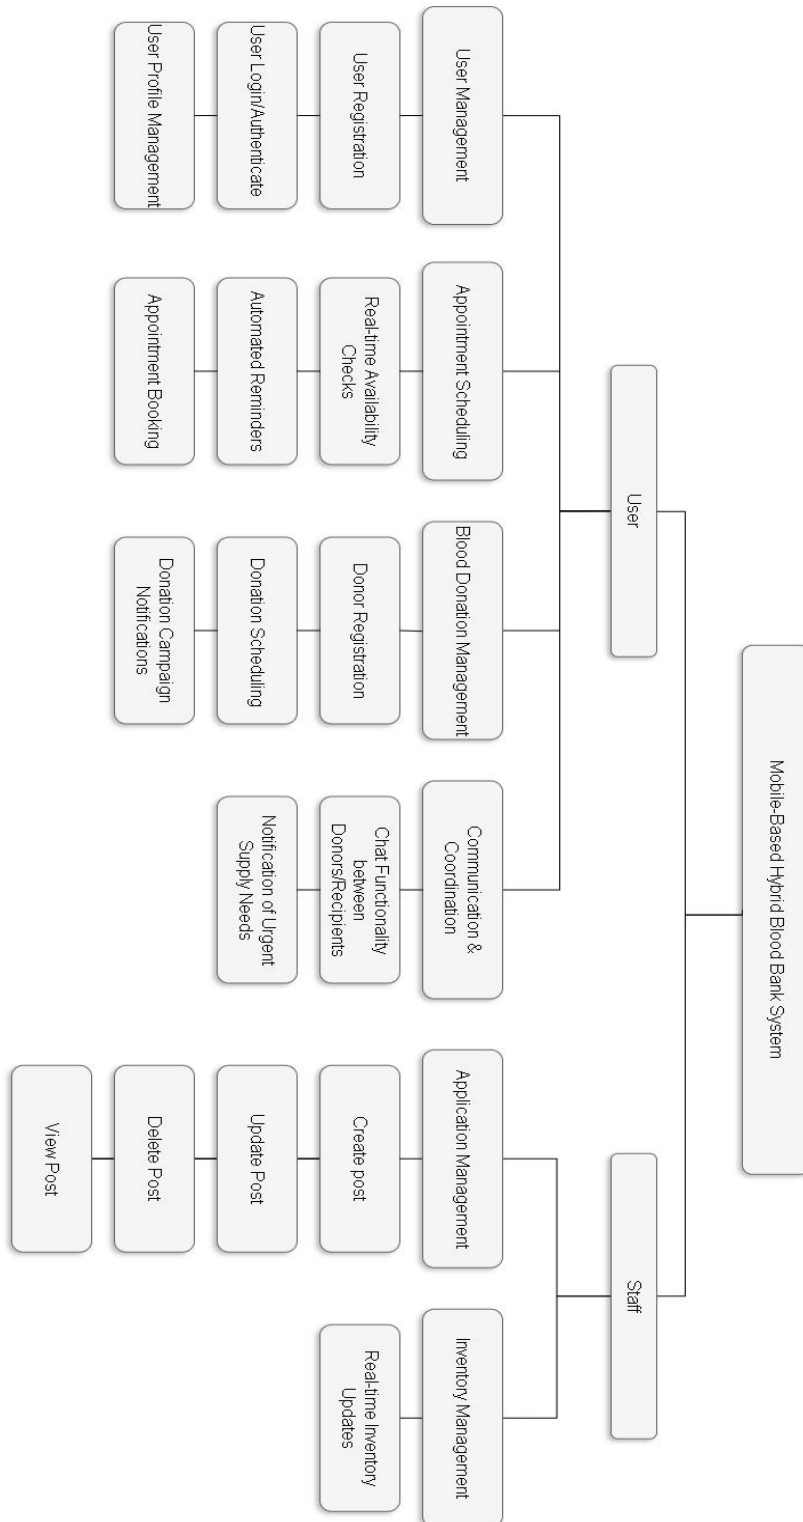 Mobile-Based Hybrid Blood Bank System
User
Staff
User Management
Appointment Scheduling
Blood Donation Management
Communication &
Coordination
Application Management
Inventory Management
User Registration
Real-time Availability
Checks
Donor Registration
Chat Functionality
between
Donors/Recipients
Create post
Real-time Inventory
Updates
User Login/Authenticate
Automated Reminders
Donation Scheduling
Notification of Urgent
Supply Needs
Update Post
User Profile Management
Appointment Booking
Donation Campaign
Notifications
Delete Post
View Post